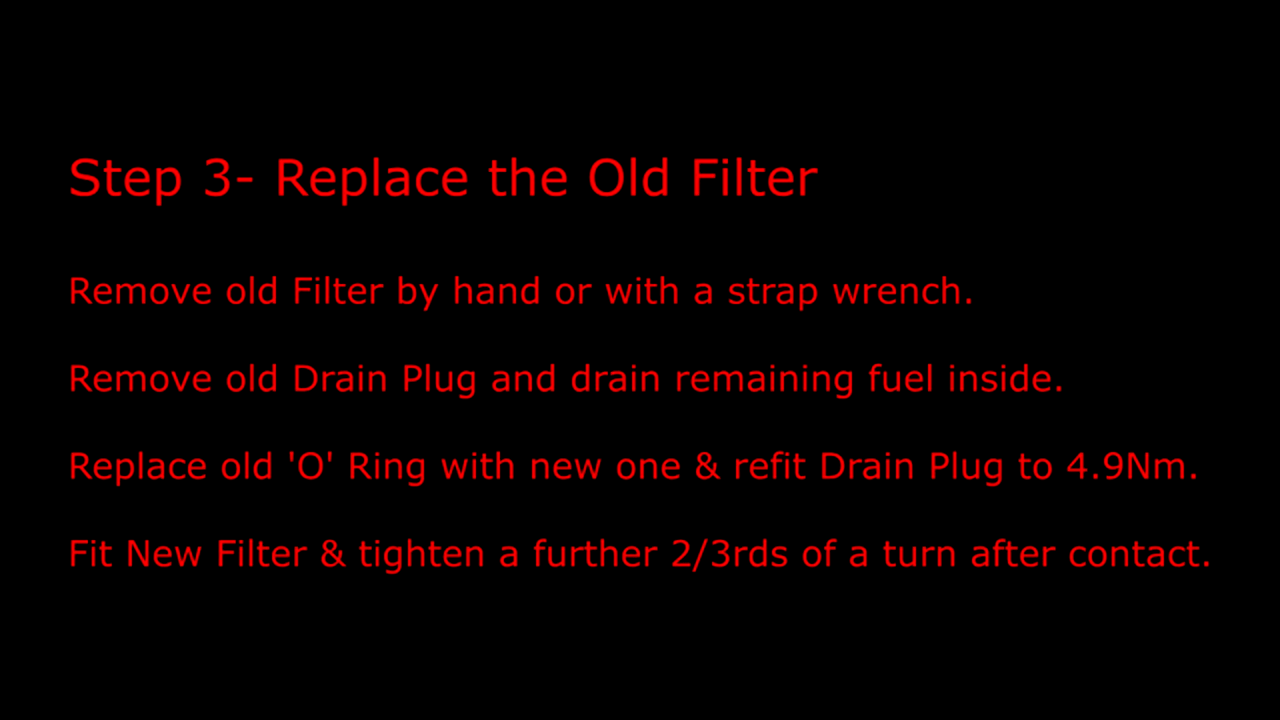 Step 3- Replace the Old Filter
Remove old Filter by hand or with a strap wrench.
Remove old Drain Plug and drain remaining fuel inside.
Replace old 'O' Ring with new one & refit Drain Plug to 4.9Nm.
Fit New Filter & tighten a further 2/3rds of a turn after contact.